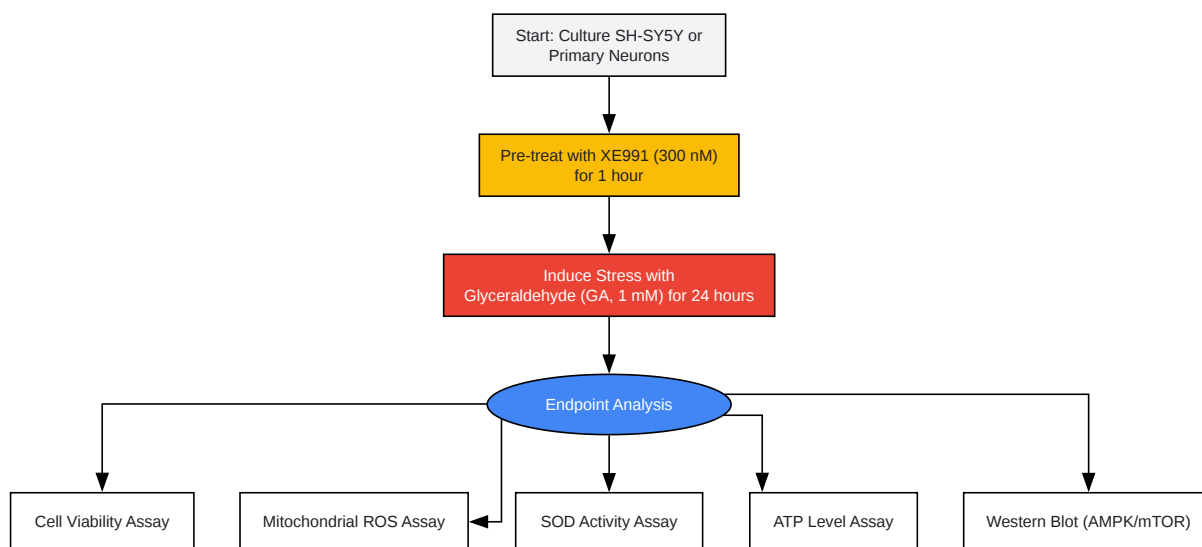 Start: Culture SH-SY5Y or
Primary Neurons
Pre-treat with XE991 (300 nM)
for 1 hour
Induce Stress with
Glyceraldehyde (GA, 1 mM) for 24 hours
Endpoint Analysis
Cell Viability Assay
Mitochondrial ROS Assay
SOD Activity Assay
ATP Level Assay
Western Blot (AMPK/mTOR)